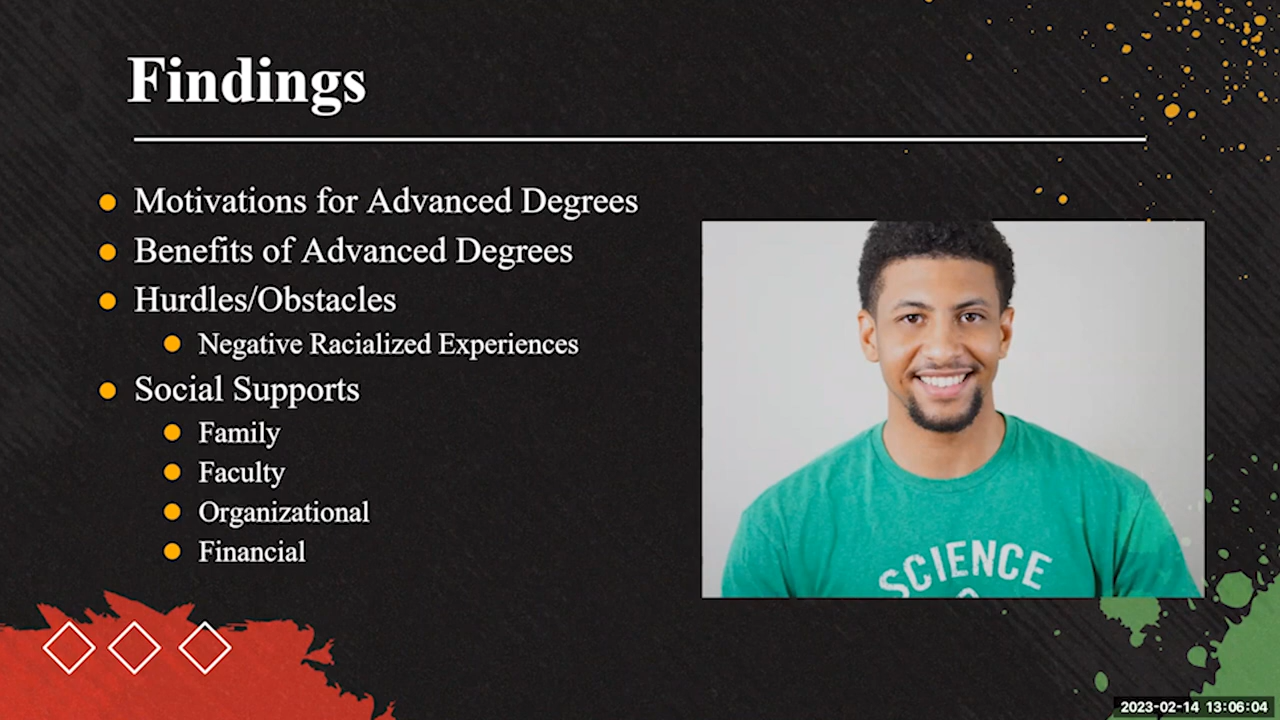 Findings
Motivations for Advanced Degrees
Benefits of Advanced Degrees
Hurdles/Obstacles
Negative Racialized Experiences
Social Supports
Family
Faculty
Organizational
Financial
SCIENCE
2023-02-14 13:06:04